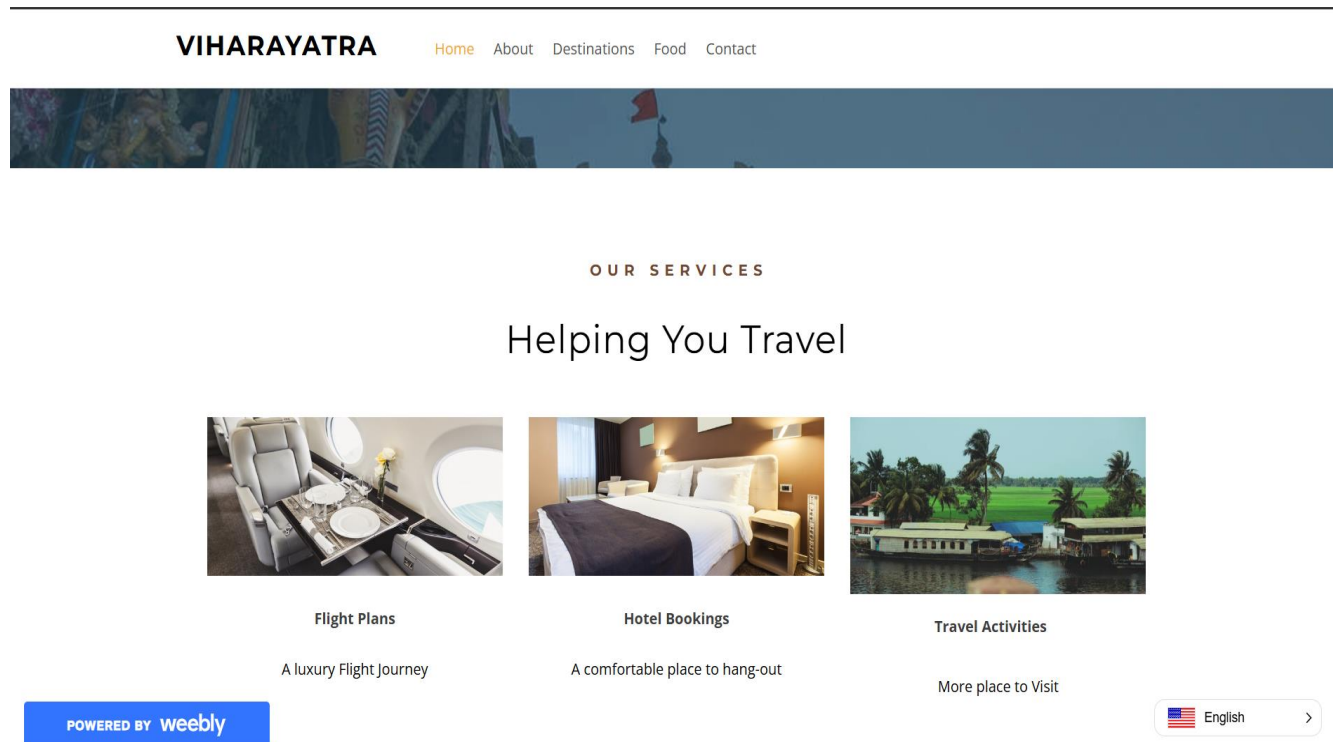 VIHARAYATRA
Home About Destinations Food Contact
OUR SERVICES
Helping You Travel
Flight Plans
Hotel Bookings
Travel Activities
A luxury Flight Journey
A comfortable place to hang-out
More place to Visit
POWERED BY weebly
English